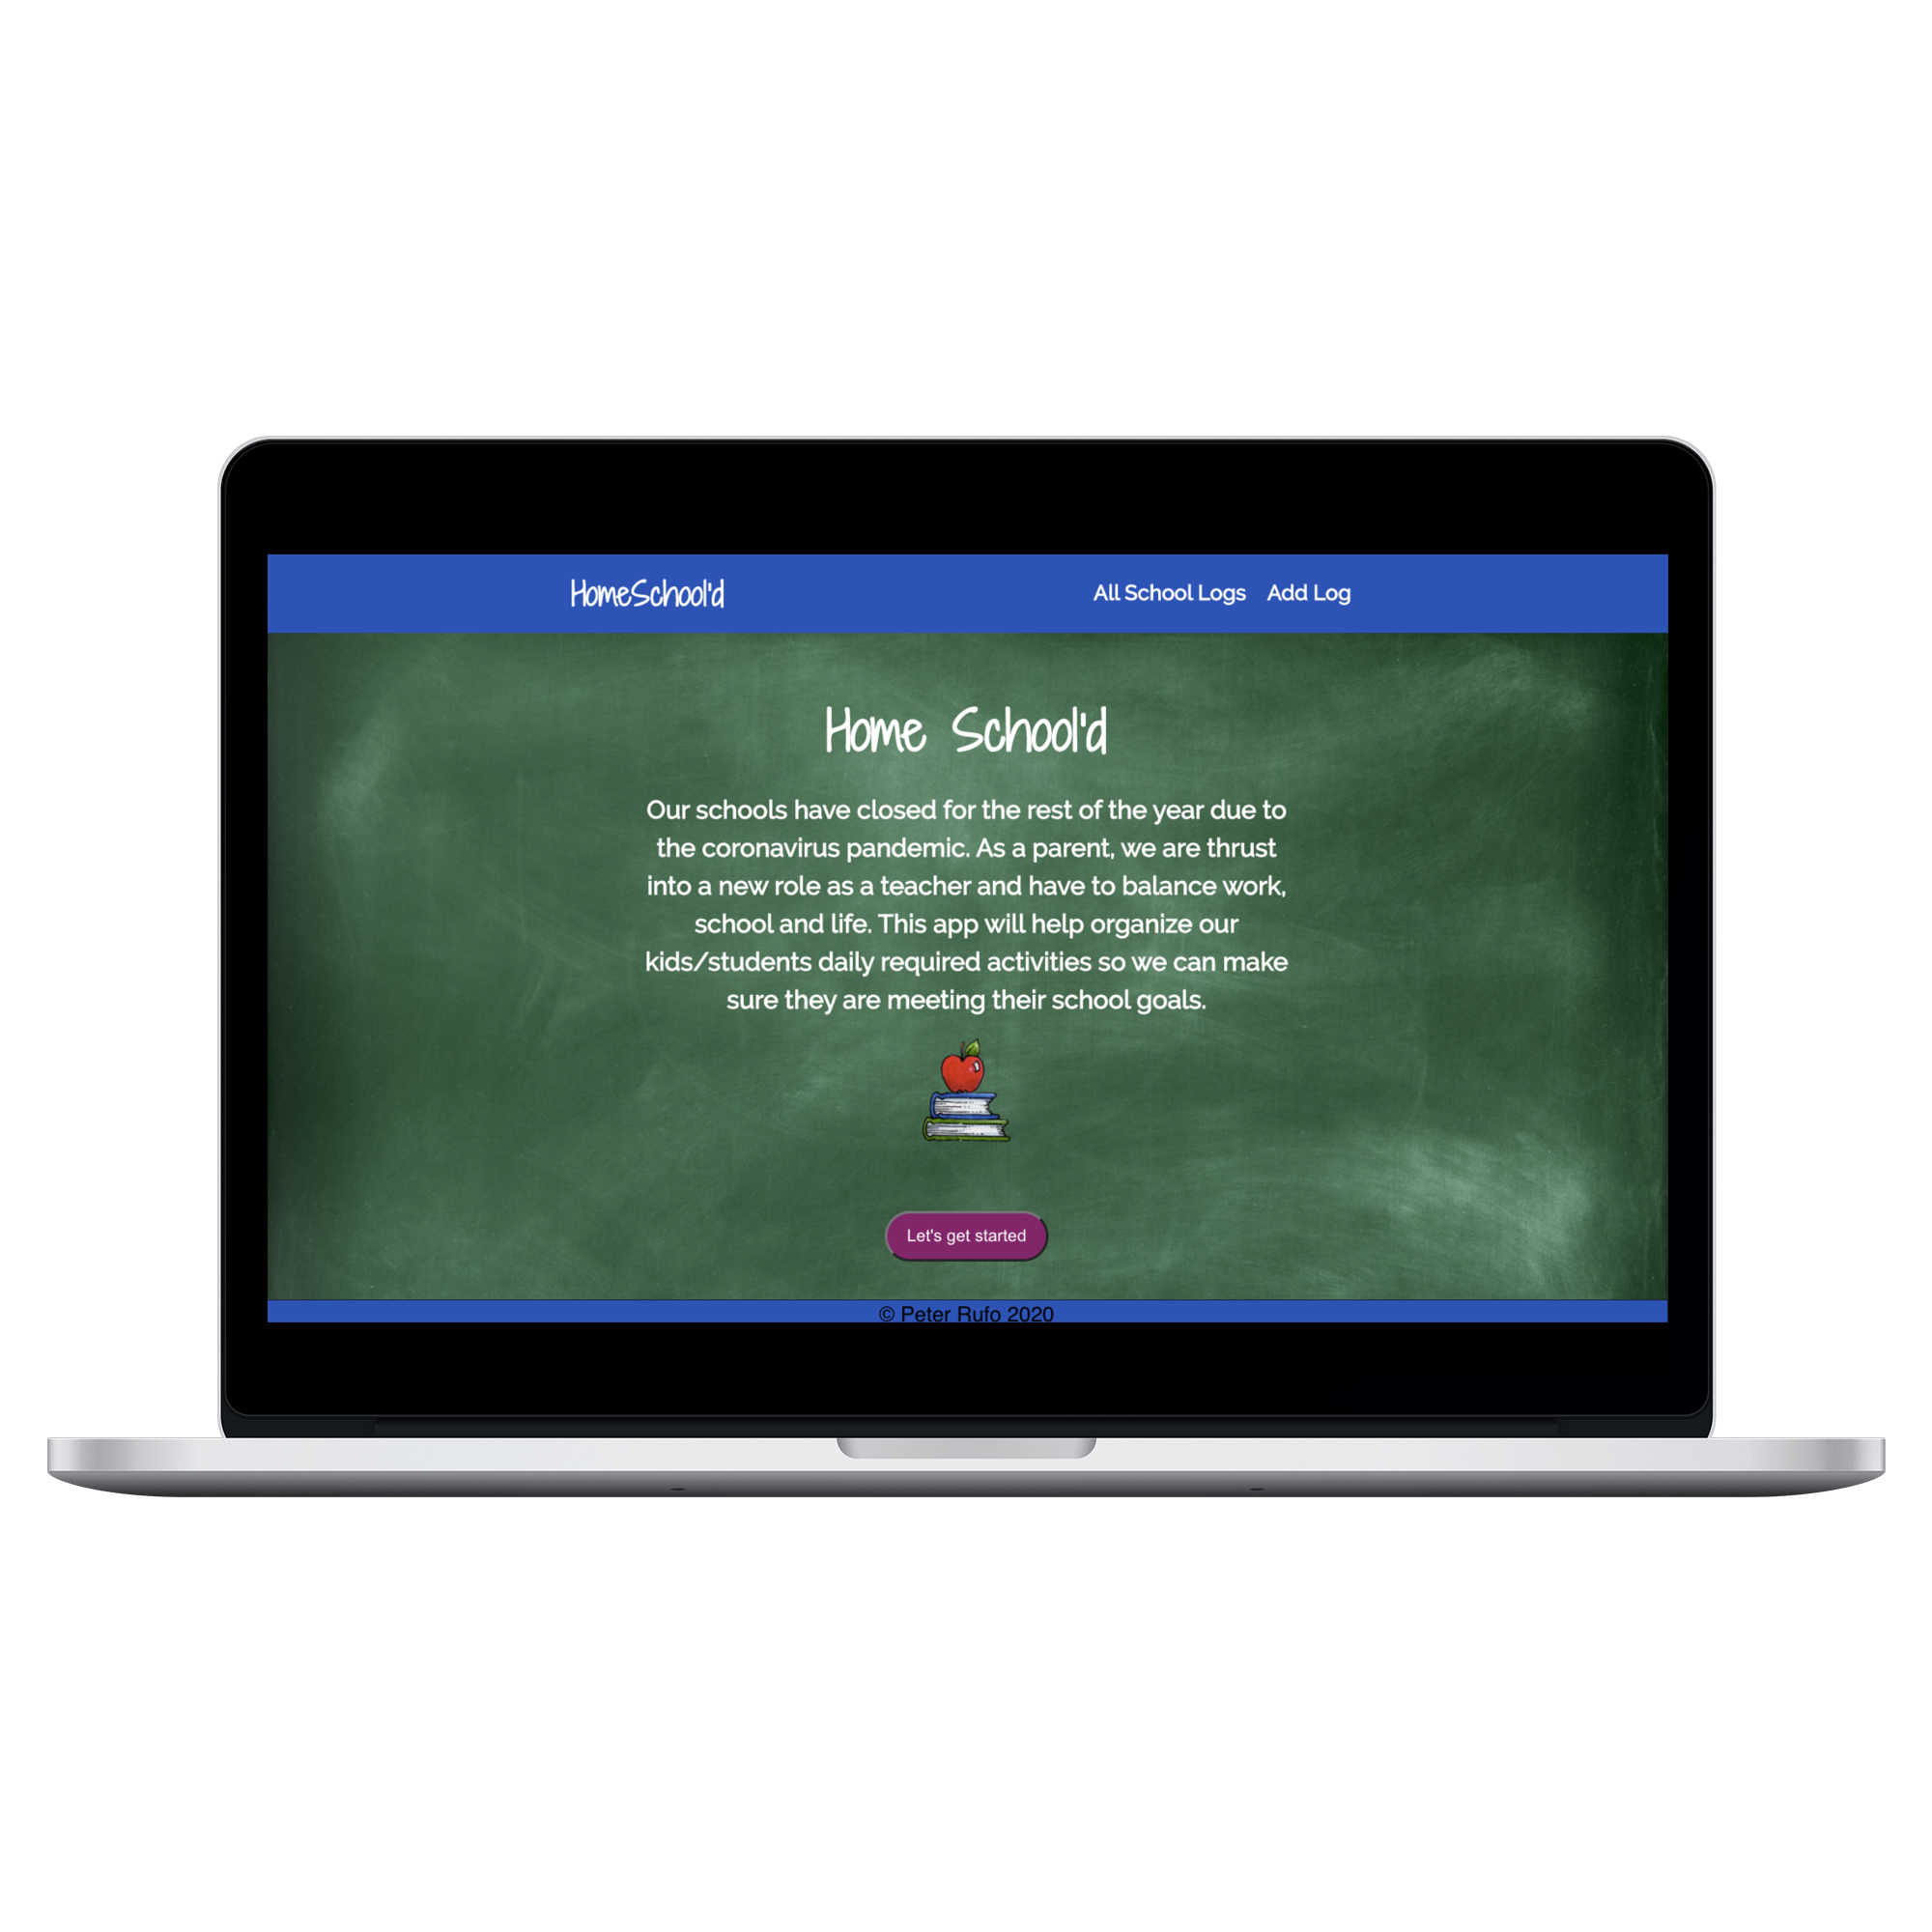 HomeSchool'd
All School Logs Add Log
Home School'd
Our schools have closed for the rest of the year due to
the coronavirus pandemic. As a parent, we are thrust
into a new role as a teacher and have to balance work,
school and life. This app will help organize our
kids/students daily required activities so we can make
sure they are meeting their school goals.
Let's get started
© Peter Rufo 2020